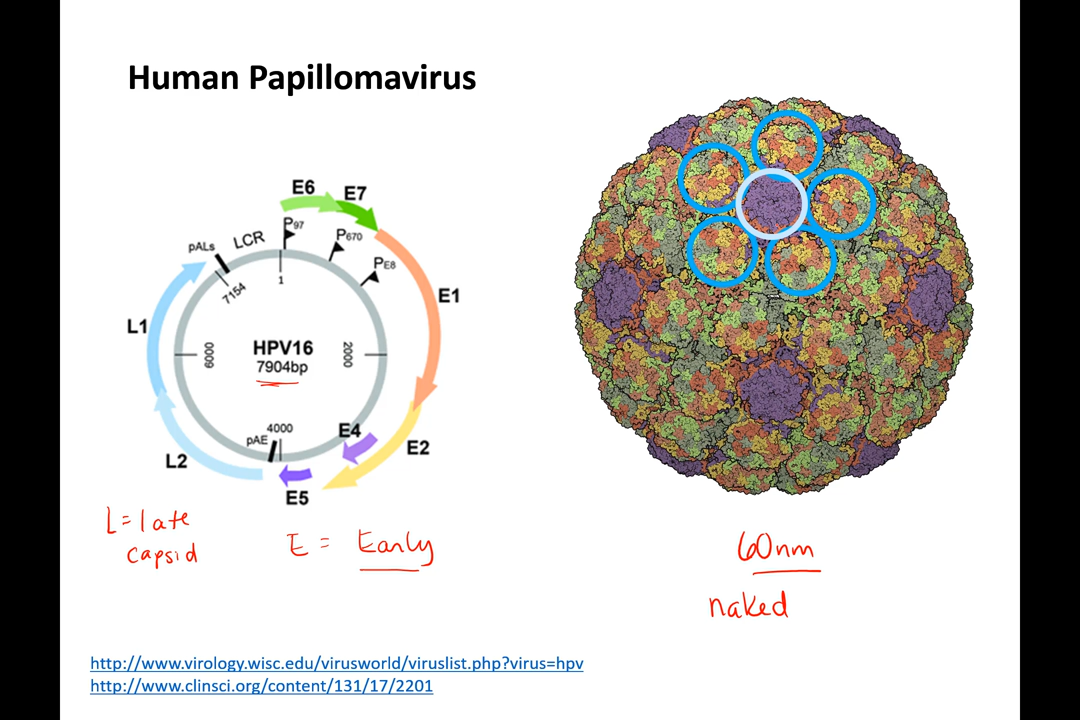 Human Papillomavirus
E6
E7
P97
P670
PE8
LCR
pALs
7154
1
E1
L1
HPV16
7904bp
6000
2000
4000
pAE
E4
E2
L2
E5
L = late
capsid
E = Early
60nm
naked
http://www.virology.wisc.edu/virusworld/viruslist.php?virus=hpv
http://www.clinsci.org/content/131/17/2201